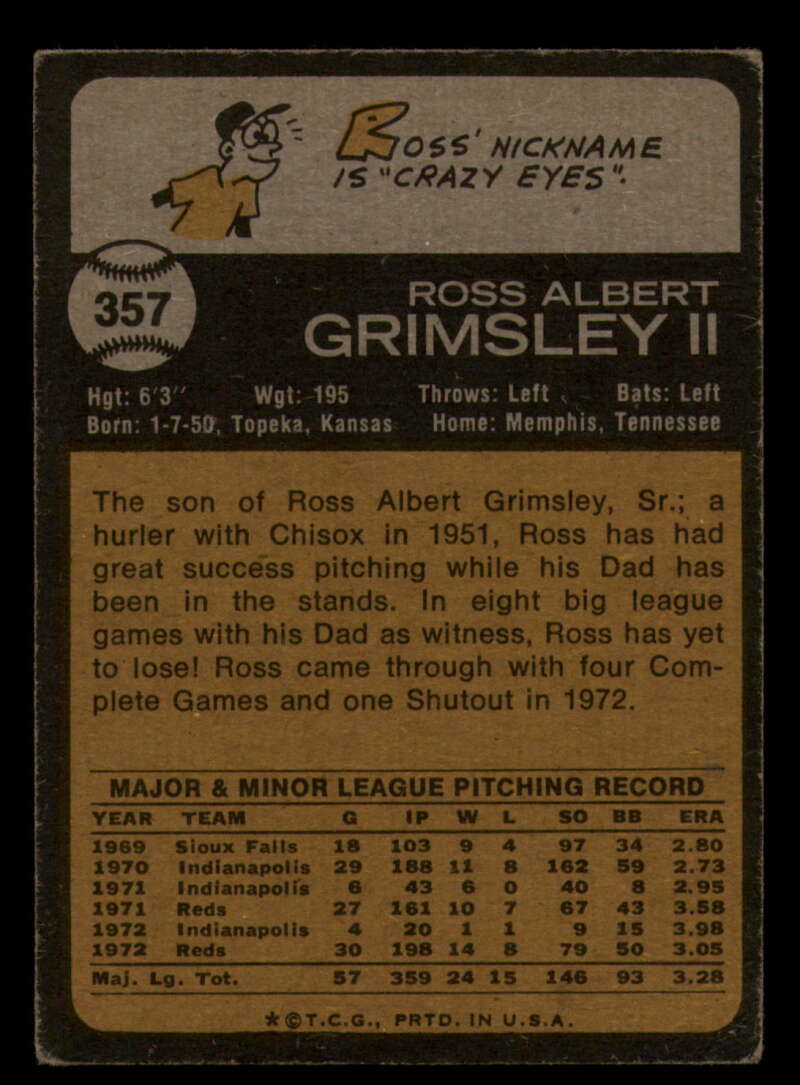 ROSS' NICKNAME
IS "CRAZY EYES".
357
ROSS ALBERT
GRIMSLEY II
Hgt: 6'3" Wgt: 195 Throws: Left Bats: Left
Born: 1-7-50, Topeka, Kansas Home: Memphis, Tennessee
The son of Ross Albert Grimsley, Sr.; a
hurler with Chisox in 1951, Ross has had
great success pitching while his Dad has
been in the stands. In eight big league
games with his Dad as witness, Ross has yet
to lose! Ross came through with four Com-
plete Games and one Shutout in 1972.
MAJOR & MINOR LEAGUE PITCHING RECORD
YEAR TEAM G IP W L SO BB ERA
1969 Sioux Falls 18 103 9 4 97 34 2.80
1970 Indianapolis 29 188 11 8 162 59 2.73
1971 Indianapolis 6 43 6 0 40 8 2.95
1971 Reds 27 161 10 7 67 43 3.58
1972 Indianapolis 4 20 1 1 9 15 3.98
1972 Reds 30 198 14 8 79 50 3.05
Maj. Lg. Tot. 57 359 24 15 146 93 3.28
★©T.C.G., PRTD. IN U.S.A.